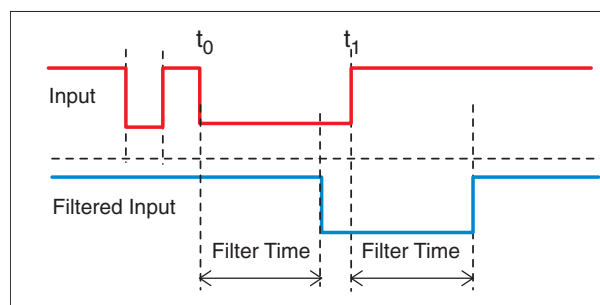 t0 t1
Input
Filtered Input
Filter Time Filter Time